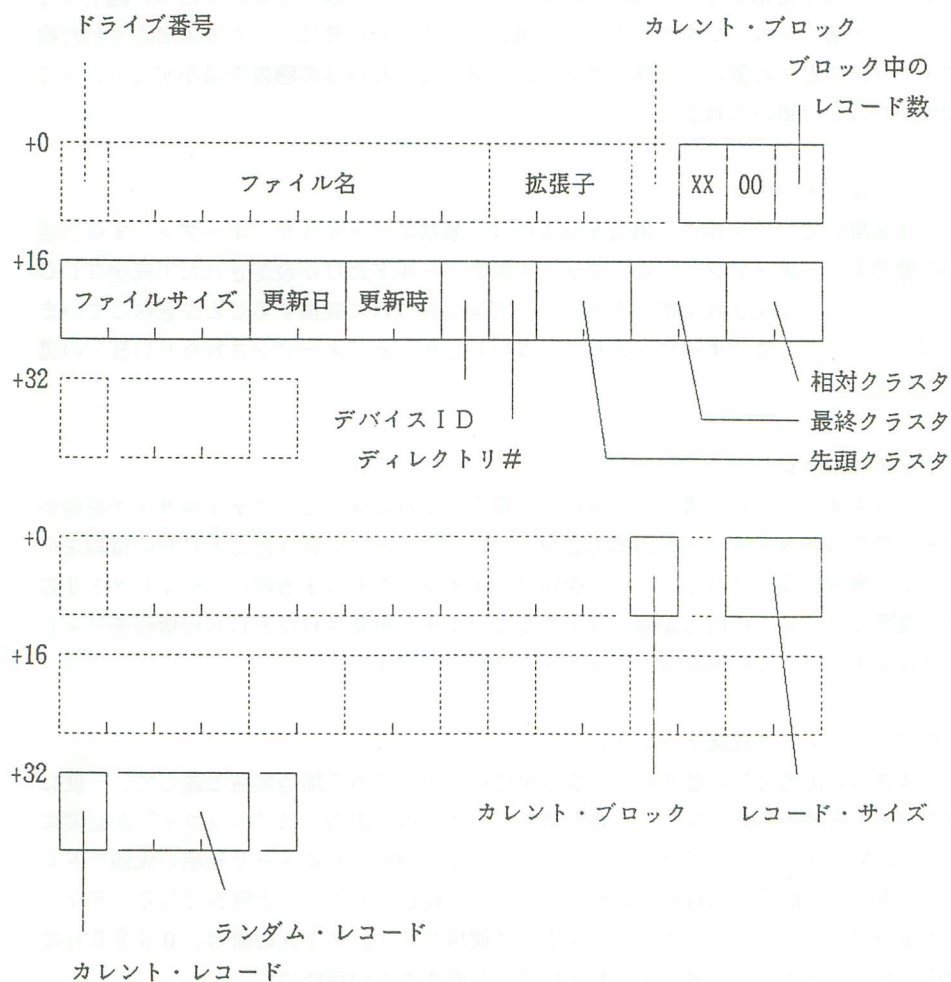 ドライブ番号
カレント・ブロック
ブロック中の
レコード数
+0
ファイル名
拡張子
XX
00
+16
ファイルサイズ
更新日
更新時
+32
相対クラスタ
デバイスID
最終クラスタ
ディレクトリ#
先頭クラスタ
+0
+16
+32
カレント・ブロック
レコード・サイズ
ランダム・レコード
カレント・レコード